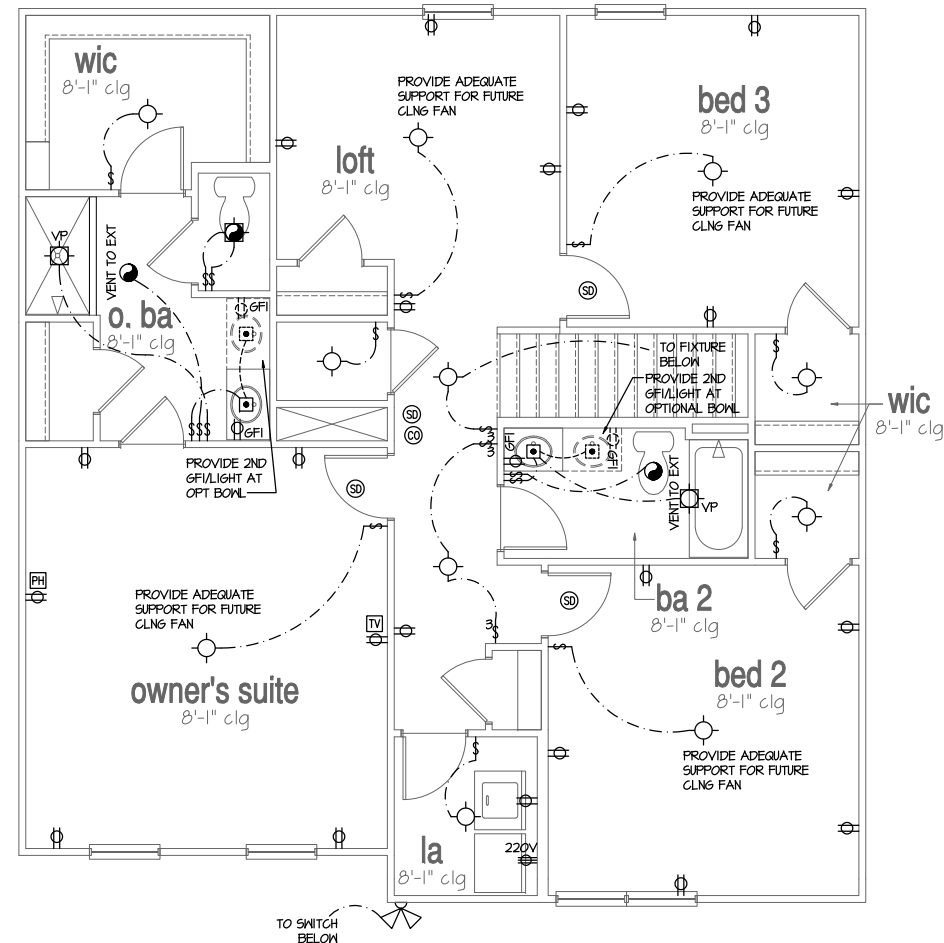 wic
8'-1" clg
PROVIDE ADEQUATE
SUPPORT FOR FUTURE
CLNG FAN
bed 3
8'-1" clg
loft
8'-1" clg
PROVIDE ADEQUATE
SUPPORT FOR FUTURE
CLNG FAN
VP
VENT TO EXT
$
$$
$
SD
o. ba
8'-1" clg
GFI
$
$
TO FIXTURE
BELOW
PROVIDE 2ND
GFI/LIGHT AT
OPTIONAL BOWL
$
wic
8'-1" clg
SD
CO
$$$
GFI
$
3
3
$
GFI
GFI
$$
VENT TO EXT
VP
PROVIDE 2ND
GFI/LIGHT AT
OPT BOWL
SD
$
$
PH
PROVIDE ADEQUATE
SUPPORT FOR FUTURE
CLNG FAN
TV
SD
ba 2
8'-1" clg
3
$
$
owner's suite
8'-1" clg
bed 2
8'-1" clg
$
PROVIDE ADEQUATE
SUPPORT FOR FUTURE
CLNG FAN
la
8'-1" clg
220V
TO SWITCH
BELOW